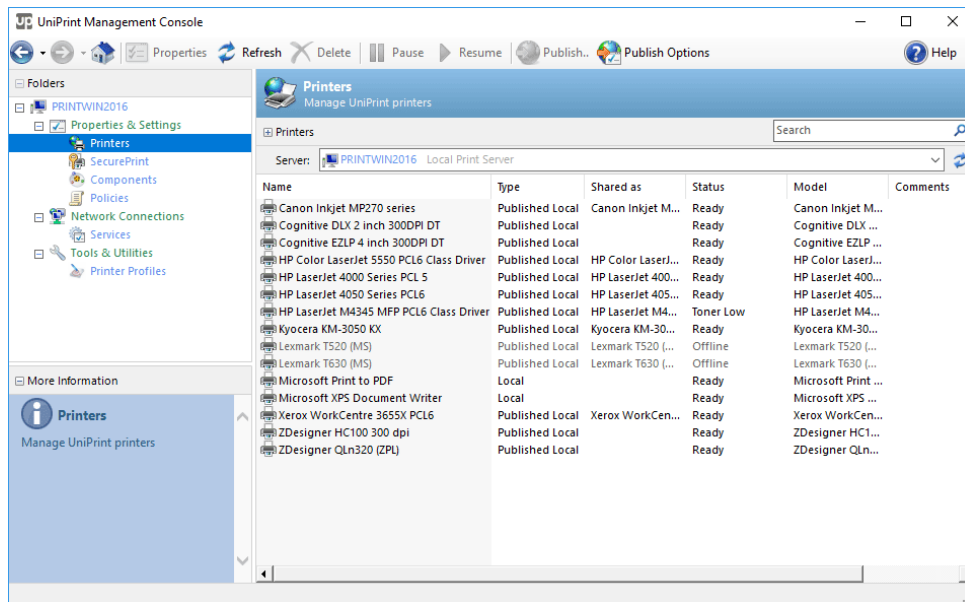 UP UniPrint Management Console
Properties Refresh Delete Pause Resume Publish.. Publish Options Help
Folders
PRINTWIN2016
Properties & Settings
Printers
SecurePrint
Components
Policies
Network Connections
Services
Tools & Utilities
Printer Profiles
More Information
Printers
Manage UniPrint printers
Printers
Manage UniPrint printers
Printers Search
Server: PRINTWIN2016 Local Print Server
Name Type Shared as Status Model Comments
Canon Inkjet MP270 series Published Local Canon Inkjet M... Ready Canon Inkjet M...
Cognitive DLX 2 inch 300DPI DT Published Local Ready Cognitive DLX ...
Cognitive EZLP 4 inch 300DPI DT Published Local Ready Cognitive EZLP ...
HP Color LaserJet 5550 PCL6 Class Driver Published Local HP Color LaserJ... Ready HP Color LaserJ...
HP LaserJet 4000 Series PCL 5 Published Local HP LaserJet 400... Ready HP LaserJet 400...
HP LaserJet 4050 Series PCL6 Published Local HP LaserJet 405... Ready HP LaserJet 405...
HP LaserJet M4345 MFP PCL6 Class Driver Published Local HP LaserJet M4... Toner Low HP LaserJet M4...
Kyocera KM-3050 KX Published Local Kyocera KM-30... Ready Kyocera KM-30...
Lexmark T520 (MS) Published Local Lexmark T520 (... Offline Lexmark T520 (...
Lexmark T630 (MS) Published Local Lexmark T630 (... Offline Lexmark T630 (...
Microsoft Print to PDF Local Ready Microsoft Print ...
Microsoft XPS Document Writer Local Ready Microsoft XPS ...
Xerox WorkCentre 3655X PCL6 Published Local Xerox WorkCen... Ready Xerox WorkCen...
ZDesigner HC100 300 dpi Published Local Ready ZDesigner HC1...
ZDesigner QLn320 (ZPL) Published Local Ready ZDesigner QLn...